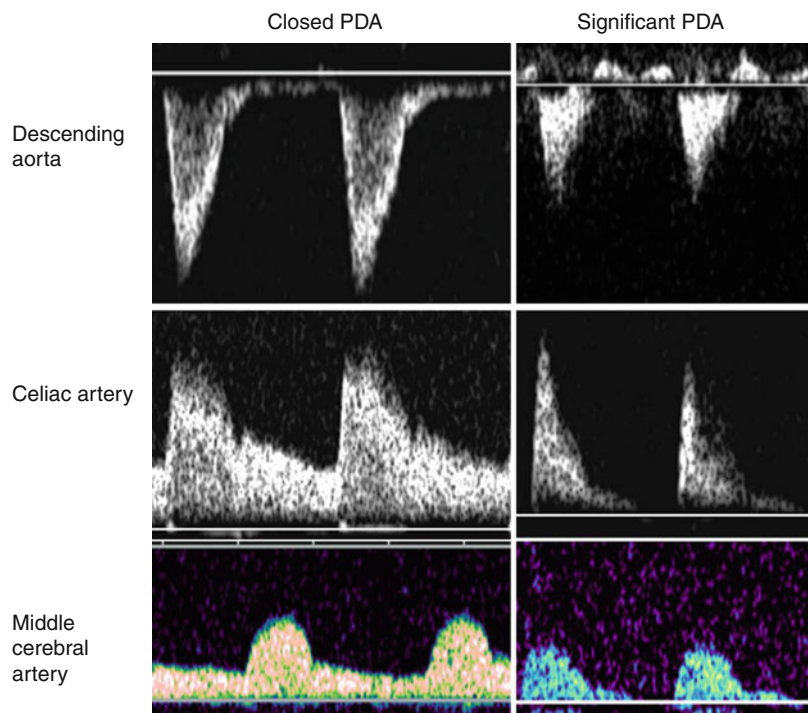 Closed PDA
Significant PDA
Descending
aorta
Celiac artery
Middle
cerebral
artery